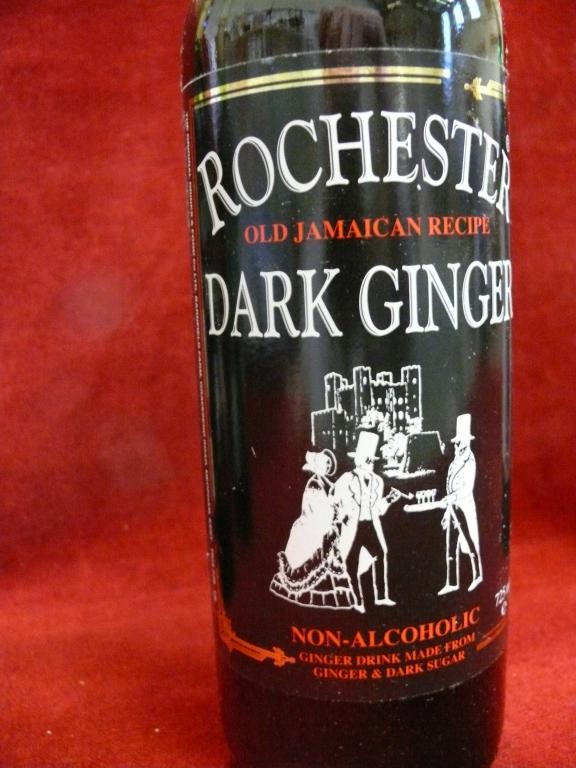 ROCHESTER
OLD JAMAICAN RECIPE
DARK GINGER
NON-ALCOHOLIC
GINGER DRINK MADE FROM
GINGER & DARK SUGAR